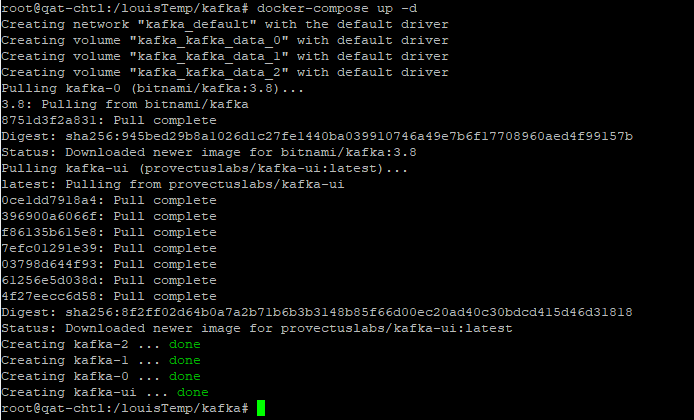 root@qat-chtl:/louisTemp/kafka# docker-compose up -d
Creating network "kafka_default" with the default driver
Creating volume "kafka_kafka_data_0" with default driver
Creating volume "kafka_kafka_data_1" with default driver
Creating volume "kafka_kafka_data_2" with default driver
Pulling kafka-0 (bitnami/kafka:3.8)...
3.8: Pulling from bitnami/kafka
8751d3f2a831: Pull complete
Digest: sha256:945bed29b8a1026d1c27fe1440ba039910746a49e7b6f17708960aed4f99157b
Status: Downloaded newer image for bitnami/kafka:3.8
Pulling kafka-ui (provectuslabs/kafka-ui:latest)...
latest: Pulling from provectuslabs/kafka-ui
0ce1dd7918a4: Pull complete
396900a6066f: Pull complete
f86135b615e8: Pull complete
7efc01291e39: Pull complete
03798d644f93: Pull complete
61256e5d038d: Pull complete
4f27eecc6d58: Pull complete
Digest: sha256:8f2ff02d64b0a7a2b71b6b3b3148b85f66d00ec20ad40c30bdcd415d46d31818
Status: Downloaded newer image for provectuslabs/kafka-ui:latest
Creating kafka-2 ... done
Creating kafka-1 ... done
Creating kafka-0 ... done
Creating kafka-ui ... done
root@qat-chtl:/louisTemp/kafka#